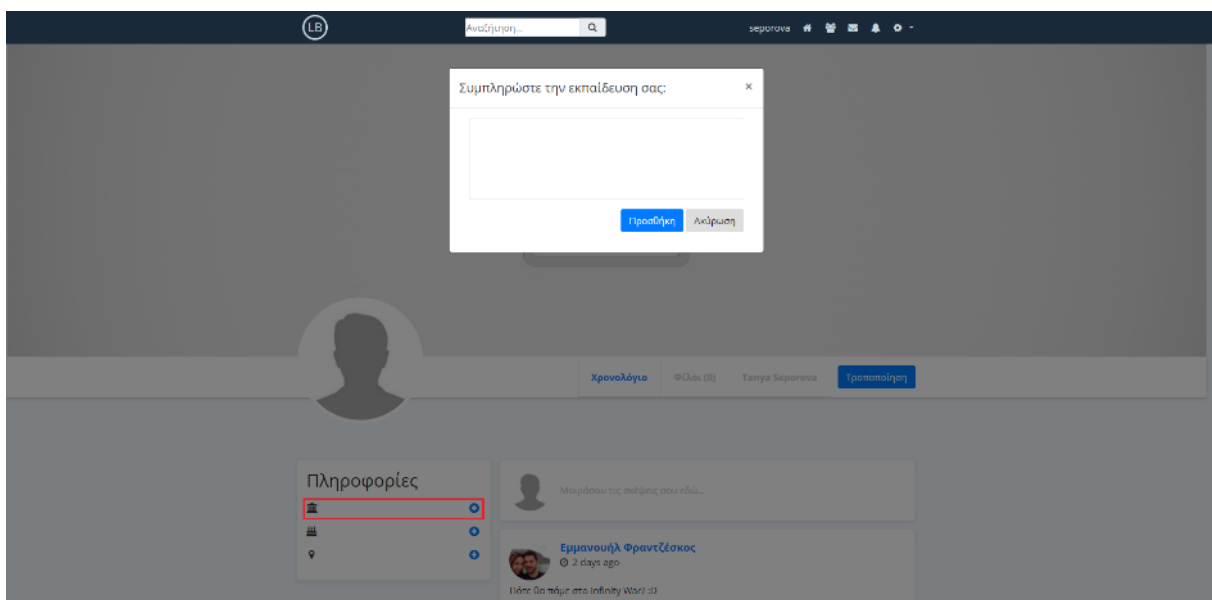 LB
Αναζήτηση...
seporova
Συμπληρώστε την εκπαίδευση σας:
×
Προσθήκη
Ακύρωση
Χρονολόγιο
Φίλοι (0)
Tanya Seporova
Τροποποίηση
Πληροφορίες
Μοιράσου τις σκέψεις σου εδώ...
Εμμανουήλ Φραντζέσκος
2 days ago
Πότε θα πάμε στο Infinity War? :D